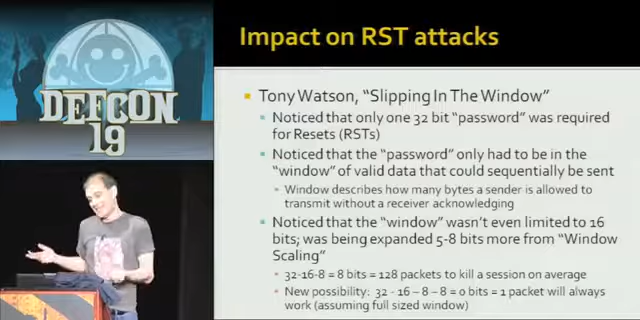 DEFCON
19
Impact on RST attacks
Tony Watson, "Slipping In The Window"
Noticed that only one 32 bit "password" was required
for Resets (RSTs)
Noticed that the "password" only had to be in the
"window" of valid data that could sequentially be sent
Window describes how many bytes a sender is allowed to
transmit without a receiver acknowledging
Noticed that the "window" wasn't even limited to 16
bits; was being expanded 5-8 bits more from "Window
Scaling"
32-16-8 = 8 bits = 128 packets to kill a session on average
New possibility: 32 - 16 – 8 – 8 = 0 bits = 1 packet will always
work (assuming full sized window)